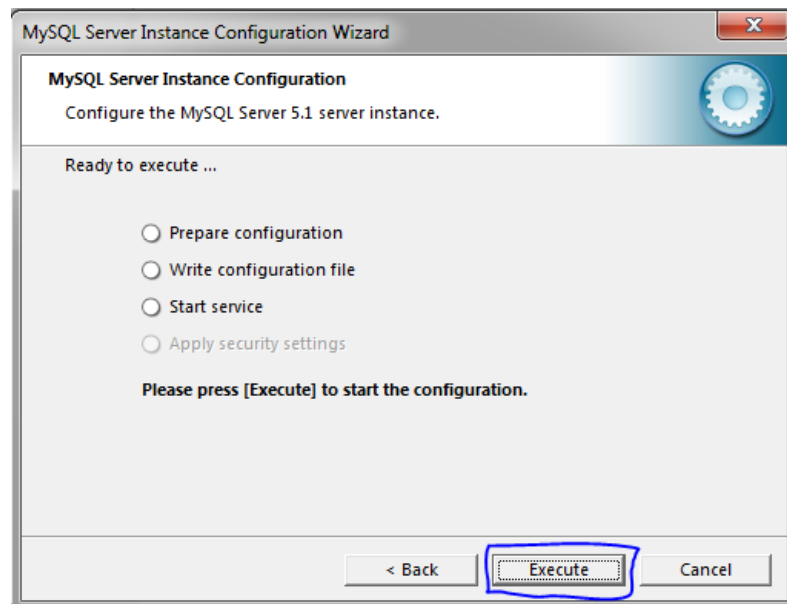 MySQL Server Instance Configuration Wizard
MySQL Server Instance Configuration
Configure the MySQL Server 5.1 server instance.
Ready to execute ...
Prepare configuration
Write configuration file
Start service
Apply security settings
Please press [Execute] to start the configuration.
< Back Execute Cancel